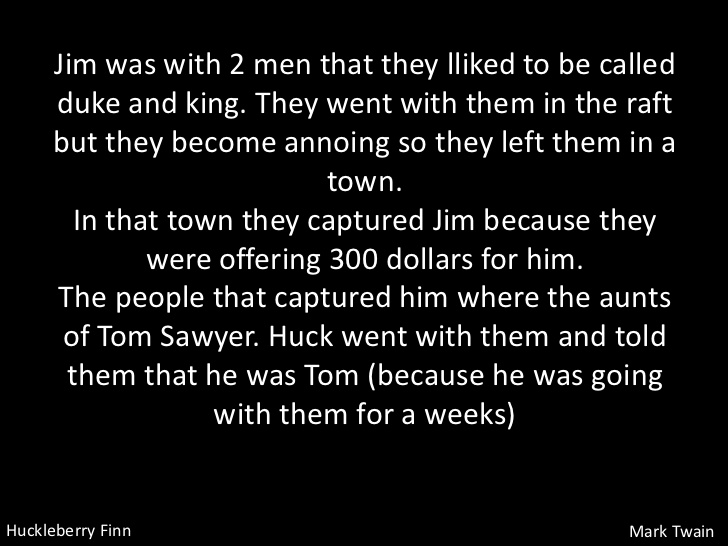 Jim was with 2 men that they lliked to be called
duke and king. They went with them in the raft
but they become annoing so they left them in a
town.
In that town they captured Jim because they
were offering 300 dollars for him.
The people that captured him where the aunts
of Tom Sawyer. Huck went with them and told
them that he was Tom (because he was going
with them for a weeks)
Huckleberry Finn
Mark Twain